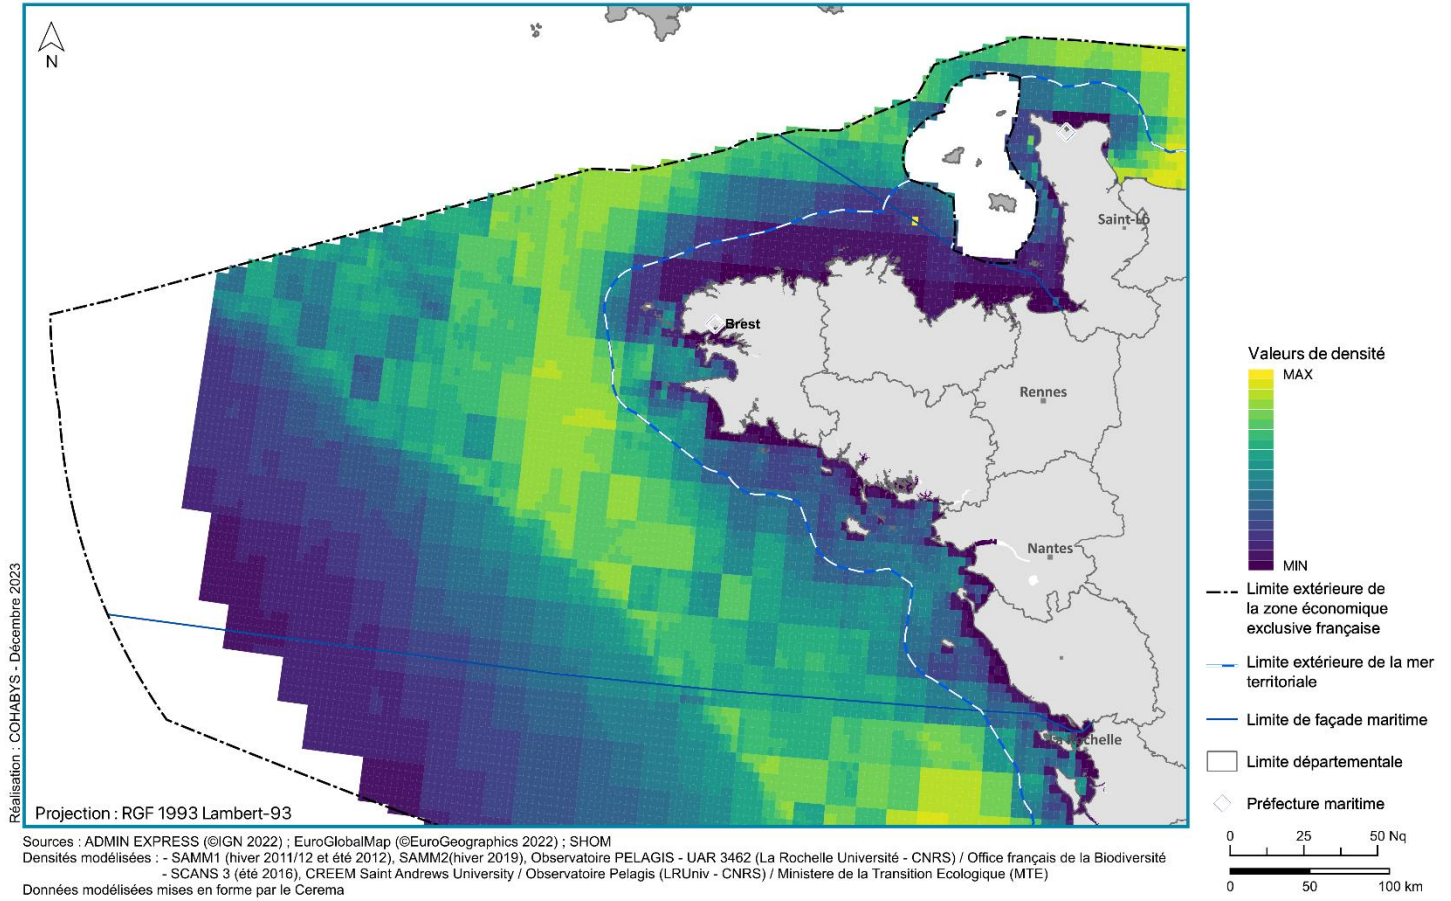 N
Saint-Lô
Brest
Rennes
Nantes
Projection : RGF 1993 Lambert-93
Réalisation : COHABYS - Décembre 2023
Valeurs de densité
MAX
MIN
Limite extérieure de
la zone économique
exclusive française
Limite extérieure de la mer
territoriale
Limite de façade maritime
Limite départementale
Préfecture maritime
0 25 50 Nq
0 50 100 km
Sources : ADMIN EXPRESS (©IGN 2022) ; EuroGlobalMap (©EuroGeographics 2022) ; SHOM
Densités modélisées : - SAMM1 (hiver 2011/12 et été 2012), SAMM2(hiver 2019), Observatoire PELAGIS - UAR 3462 (La Rochelle Université - CNRS) / Office français de la Biodiversité
- SCANS 3 (été 2016), CREEM Saint Andrews University / Observatoire Pelagis (LRUniv - CNRS) / Ministere de la Transition Ecologique (MTE)
Données modélisées mises en forme par le Cerema